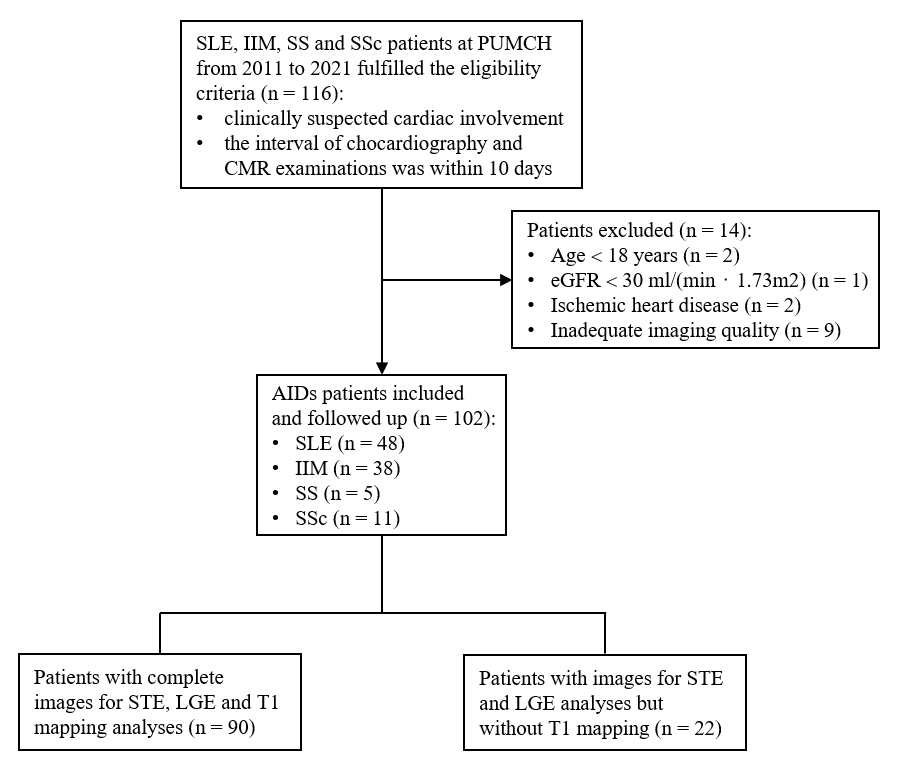 SLE, IIM, SS and SSc patients at PUMCH
from 2011 to 2021 fulfilled the eligibility
criteria (n = 116):
• clinically suspected cardiac involvement
• the interval of chocardiography and
CMR examinations was within 10 days
Patients excluded (n = 14):
• Age < 18 years (n = 2)
• eGFR < 30 ml/(min · 1.73m2) (n = 1)
• Ischemic heart disease (n = 2)
• Inadequate imaging quality (n = 9)
AIDs patients included
and followed up (n = 102):
• SLE (n = 48)
• IIM (n = 38)
• SS (n = 5)
• SSc (n = 11)
Patients with complete
images for STE, LGE and T1
mapping analyses (n = 90)
Patients with images for STE
and LGE analyses but
without T1 mapping (n = 22)